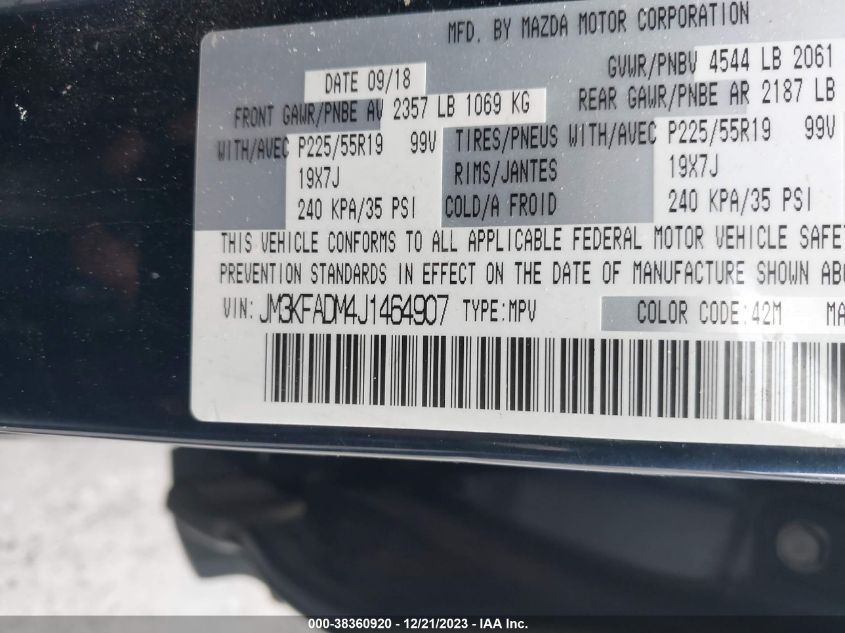 MFD. BY MAZDA MOTOR CORPORATION
DATE 09/18 GVWR/PNBV 4544 LB 2061
FRONT GAWR/PNBE AV 2357 LB 1069 KG REAR GAWR/PNBE AR 2187 LB
WITH/AVEC P225/55R19 99V TIRES/PNEUS WITH/AVEC P225/55R19 99V
19X7J RIMS/JANTES 19X7J
240 KPA/35 PSI COLD/A FROID 240 KPA/35 PSI
THIS VEHICLE CONFORMS TO ALL APPLICABLE FEDERAL MOTOR VEHICLE SAFE
PREVENTION STANDARDS IN EFFECT ON THE DATE OF MANUFACTURE SHOWN ABO
VIN: JM3KFADM4J1464907 TYPE:MPV COLOR CODE:42M MA
000-38360920 - 12/21/2023 - IAA Inc.